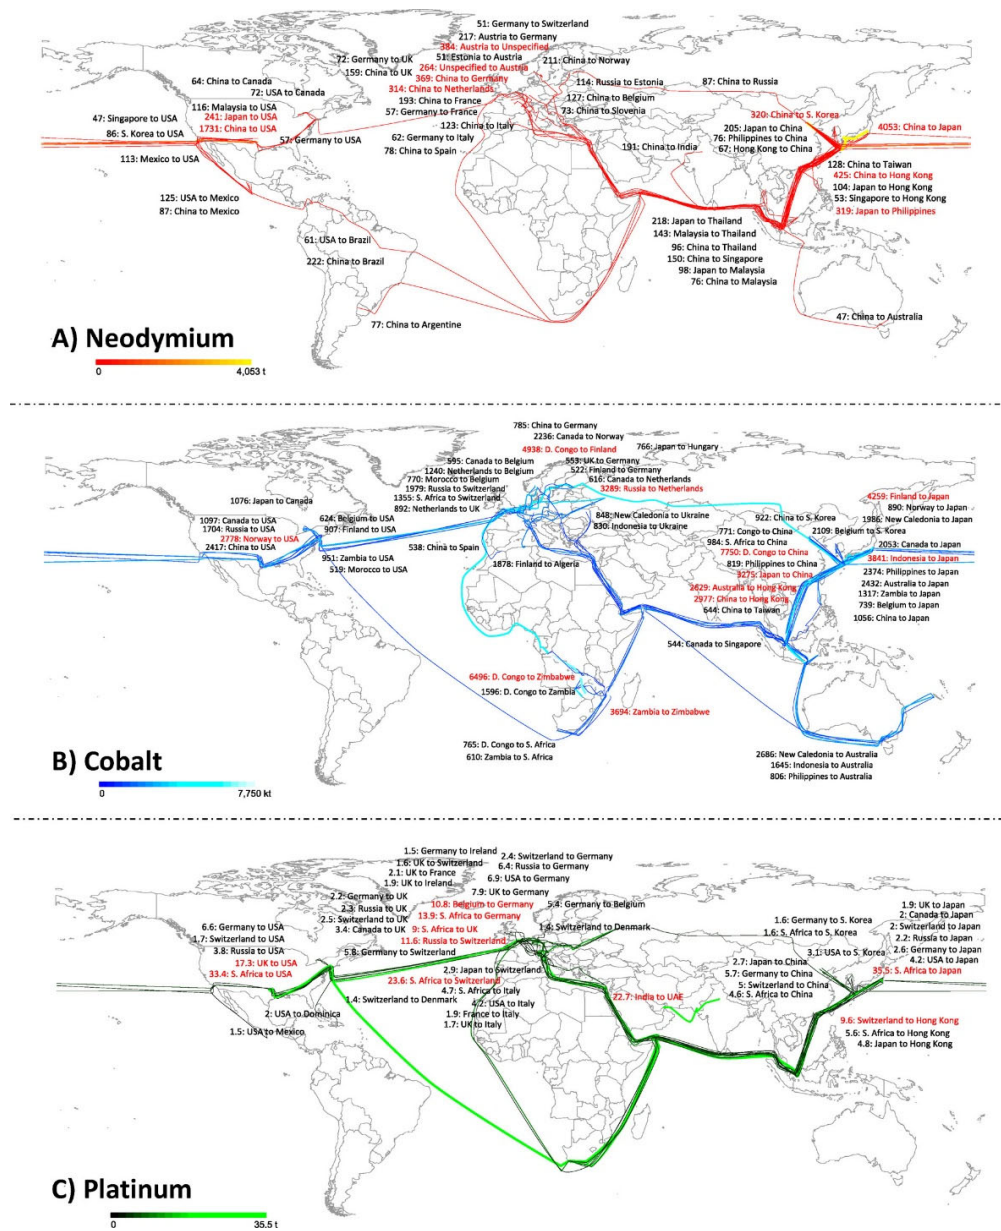 51: Germany to Switzerland
217: Austria to Germany
384: Austria to Unspecified
72: Germany to UK
51: Estonia to Austria
211: China to Norway
159: China to UK
264: Unspecified to Austria
369: China to Germany
64: China to Canada
314: China to Netherlands
114: Russia to Estonia
87: China to Russia
72: USA to Canada
193: China to France
127: China to Belgium
116: Malaysia to USA
57: Germany to France
73: China to Slovenia
320: China to S. Korea
47: Singapore to USA
241: Japan to USA
123: China to Italy
205: Japan to China
4053: China to Japan
86: S. Korea to USA
1731: China to USA
57: Germany to USA
62: Germany to Italy
76: Philippines to China
78: China to Spain
191: China to India
67: Hong Kong to China
113: Mexico to USA
128: China to Taiwan
425: China to Hong Kong
104: Japan to Hong Kong
125: USA to Mexico
53: Singapore to Hong Kong
87: China to Mexico
319: Japan to Philippines
218: Japan to Thailand
143: Malaysia to Thailand
61: USA to Brazil
96: China to Thailand
222: China to Brazil
150: China to Singapore
98: Japan to Malaysia
76: China to Malaysia
77: China to Argentine
47: China to Australia
A) Neodymium
0
4,053 t
785: China to Germany
2236: Canada to Norway
4938: D. Congo to Finland
766: Japan to Hungary
595: Canada to Belgium
553: UK to Germany
1240: Netherlands to Belgium
522: Finland to Germany
770: Morocco to Belgium
616: Canada to Netherlands
1979: Russia to Switzerland
3289: Russia to Netherlands
1076: Japan to Canada
1355: S. Africa to Switzerland
4259: Finland to Japan
892: Netherlands to UK
890: Norway to Japan
1097: Canada to USA
624: Belgium to USA
848: New Caledonia to Ukraine
922: China to S. Korea
1986: New Caledonia to Japan
1704: Russia to USA
907: Finland to USA
830: Indonesia to Ukraine
771: Congo to China
2109: Belgium to S. Korea
2778: Norway to USA
984: S. Africa to China
2417: China to USA
538: China to Spain
7750: D. Congo to China
2053: Canada to Japan
951: Zambia to USA
1878: Finland to Algeria
819: Philippines to China
3841: Indonesia to Japan
519: Morocco to USA
3275: Japan to China
2374: Philippines to Japan
2829: Australia to Hong Kong
2432: Australia to Japan
2977: China to Hong Kong
1317: Zambia to Japan
644: China to Taiwan
739: Belgium to Japan
1056: China to Japan
544: Canada to Singapore
6496: D. Congo to Zimbabwe
1596: D. Congo to Zambia
3694: Zambia to Zimbabwe
765: D. Congo to S. Africa
610: Zambia to S. Africa
2686: New Caledonia to Australia
1645: Indonesia to Australia
806: Philippines to Australia
B) Cobalt
0
7,750 kt
1.5: Germany to Ireland
1.6: UK to Switzerland
2.4: Switzerland to Germany
2.1: UK to France
6.4: Russia to Germany
1.9: UK to Ireland
6.9: USA to Germany
2.2: Germany to UK
7.9: UK to Germany
2.3: Russia to UK
10.8: Belgium to Germany
5.4: Germany to Belgium
2.5: Switzerland to UK
13.9: S. Africa to Germany
3.4: Canada to UK
9: S. Africa to UK
1.4: Switzerland to Denmark
6.6: Germany to USA
11.6: Russia to Switzerland
1.7: Switzerland to USA
5.8: Germany to Switzerland
3.8: Russia to USA
17.3: UK to USA
2.9: Japan to Switzerland
33.4: S. Africa to USA
23.6: S. Africa to Switzerland
4.7: S. Africa to Italy
1.4: Switzerland to Denmark
4.2: USA to Italy
2: USA to Dominica
1.9: France to Italy
1.5: USA to Mexico
1.7: UK to Italy
22.7: India to UAE
1.6: Germany to S. Korea
1.6: S. Africa to S. Korea
3.1: USA to S. Korea
2.7: Japan to China
5.7: Germany to China
5: Switzerland to China
4.6: S. Africa to China
1.9: UK to Japan
2: Canada to Japan
2: Switzerland to Japan
2.2: Russia to Japan
2.6: Germany to Japan
4.2: USA to Japan
35.5: S. Africa to Japan
9.6: Switzerland to Hong Kong
5.6: S. Africa to Hong Kong
4.8: Japan to Hong Kong
C) Platinum
0
35.5 t